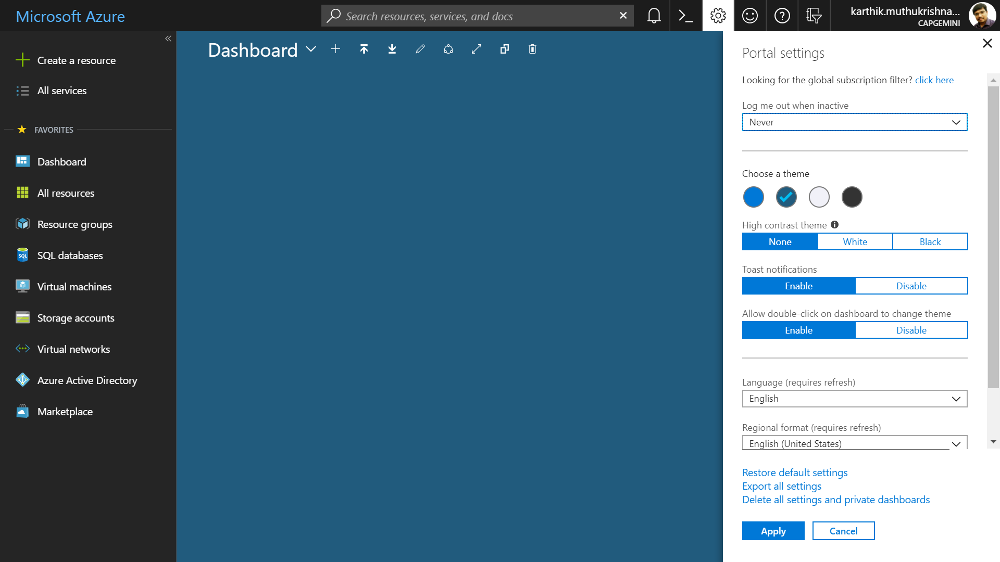 Microsoft Azure
Search resources, services, and docs
karthik.muthukrishna...
CAPGEMINI
Create a resource
All services
FAVORITES
Dashboard
All resources
Resource groups
SQL
SQL databases
Virtual machines
Storage accounts
Virtual networks
Azure Active Directory
Marketplace
Dashboard
Portal settings
Looking for the global subscription filter? click here
Log me out when inactive
Never
Choose a theme
High contrast theme
None White Black
Toast notifications
Enable Disable
Allow double-click on dashboard to change theme
Enable Disable
Language (requires refresh)
English
Regional format (requires refresh)
English (United States)
Restore default settings
Export all settings
Delete all settings and private dashboards
Apply Cancel